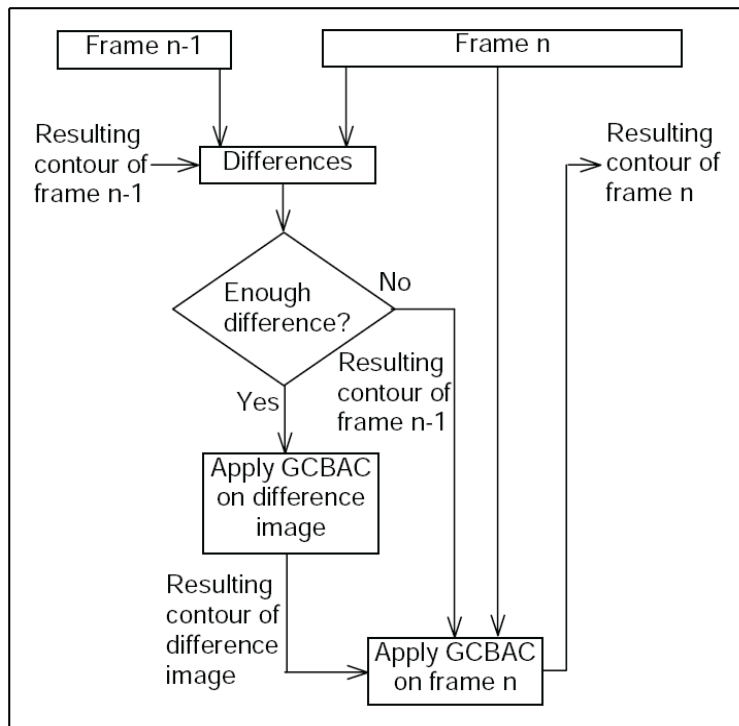 Frame n-1
Frame n
Resulting
contour of
frame n-1
Differences
Resulting
contour of
frame n
Enough
difference?
No
Yes
Resulting
contour of
frame n-1
Apply GCBAC
on difference
image
Resulting
contour of
difference
image
Apply GCBAC
on frame n